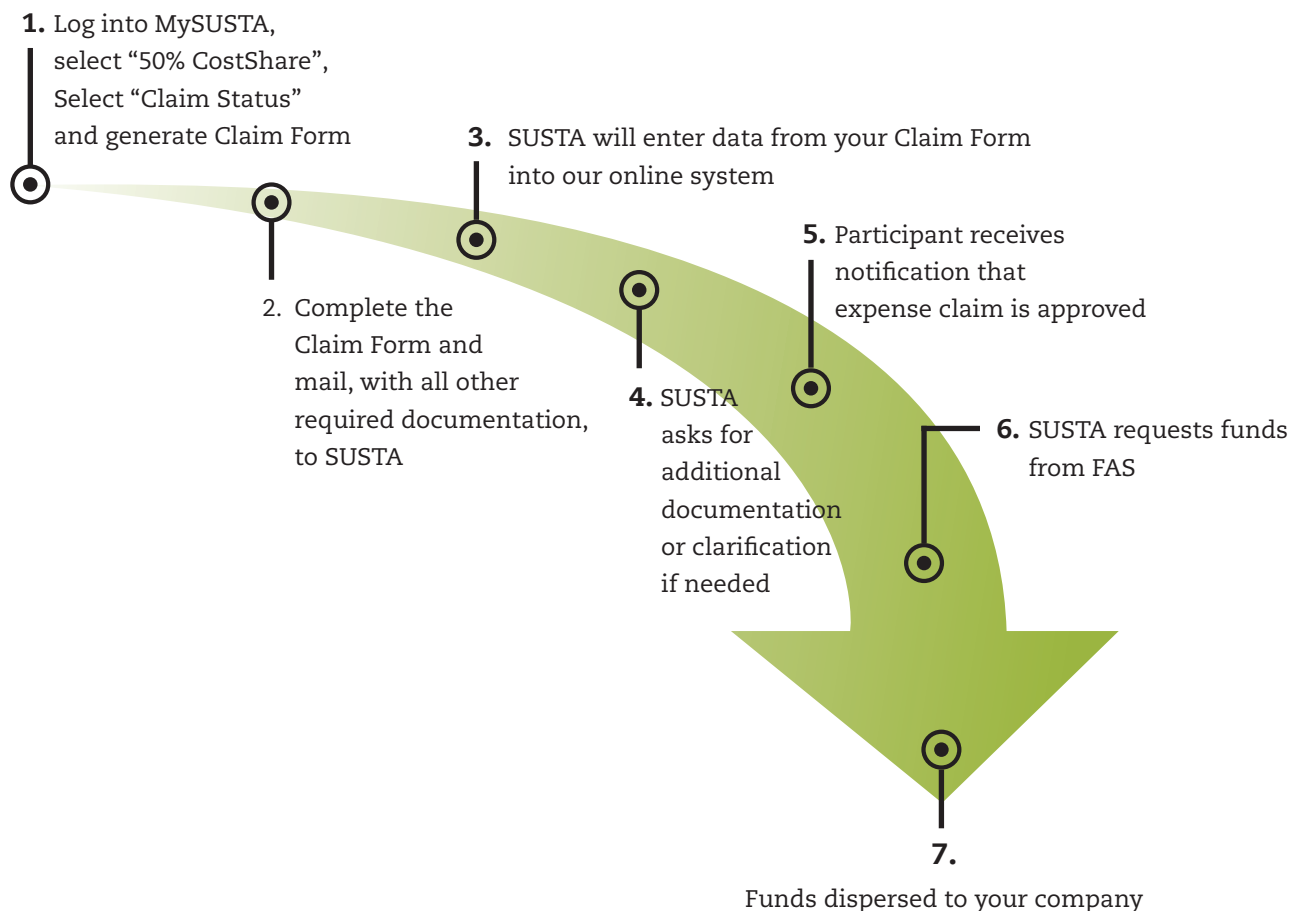 1. Log into MySUSTA,
select “50% CostShare”,
Select “Claim Status”
and generate Claim Form
2. Complete the
Claim Form and
mail, with all other
required documentation,
to SUSTA
3. SUSTA will enter data from your Claim Form
into our online system
4. SUSTA
asks for
additional
documentation
or clarification
if needed
5. Participant receives
notification that
expense claim is approved
6. SUSTA requests funds
from FAS
7.
Funds dispersed to your company